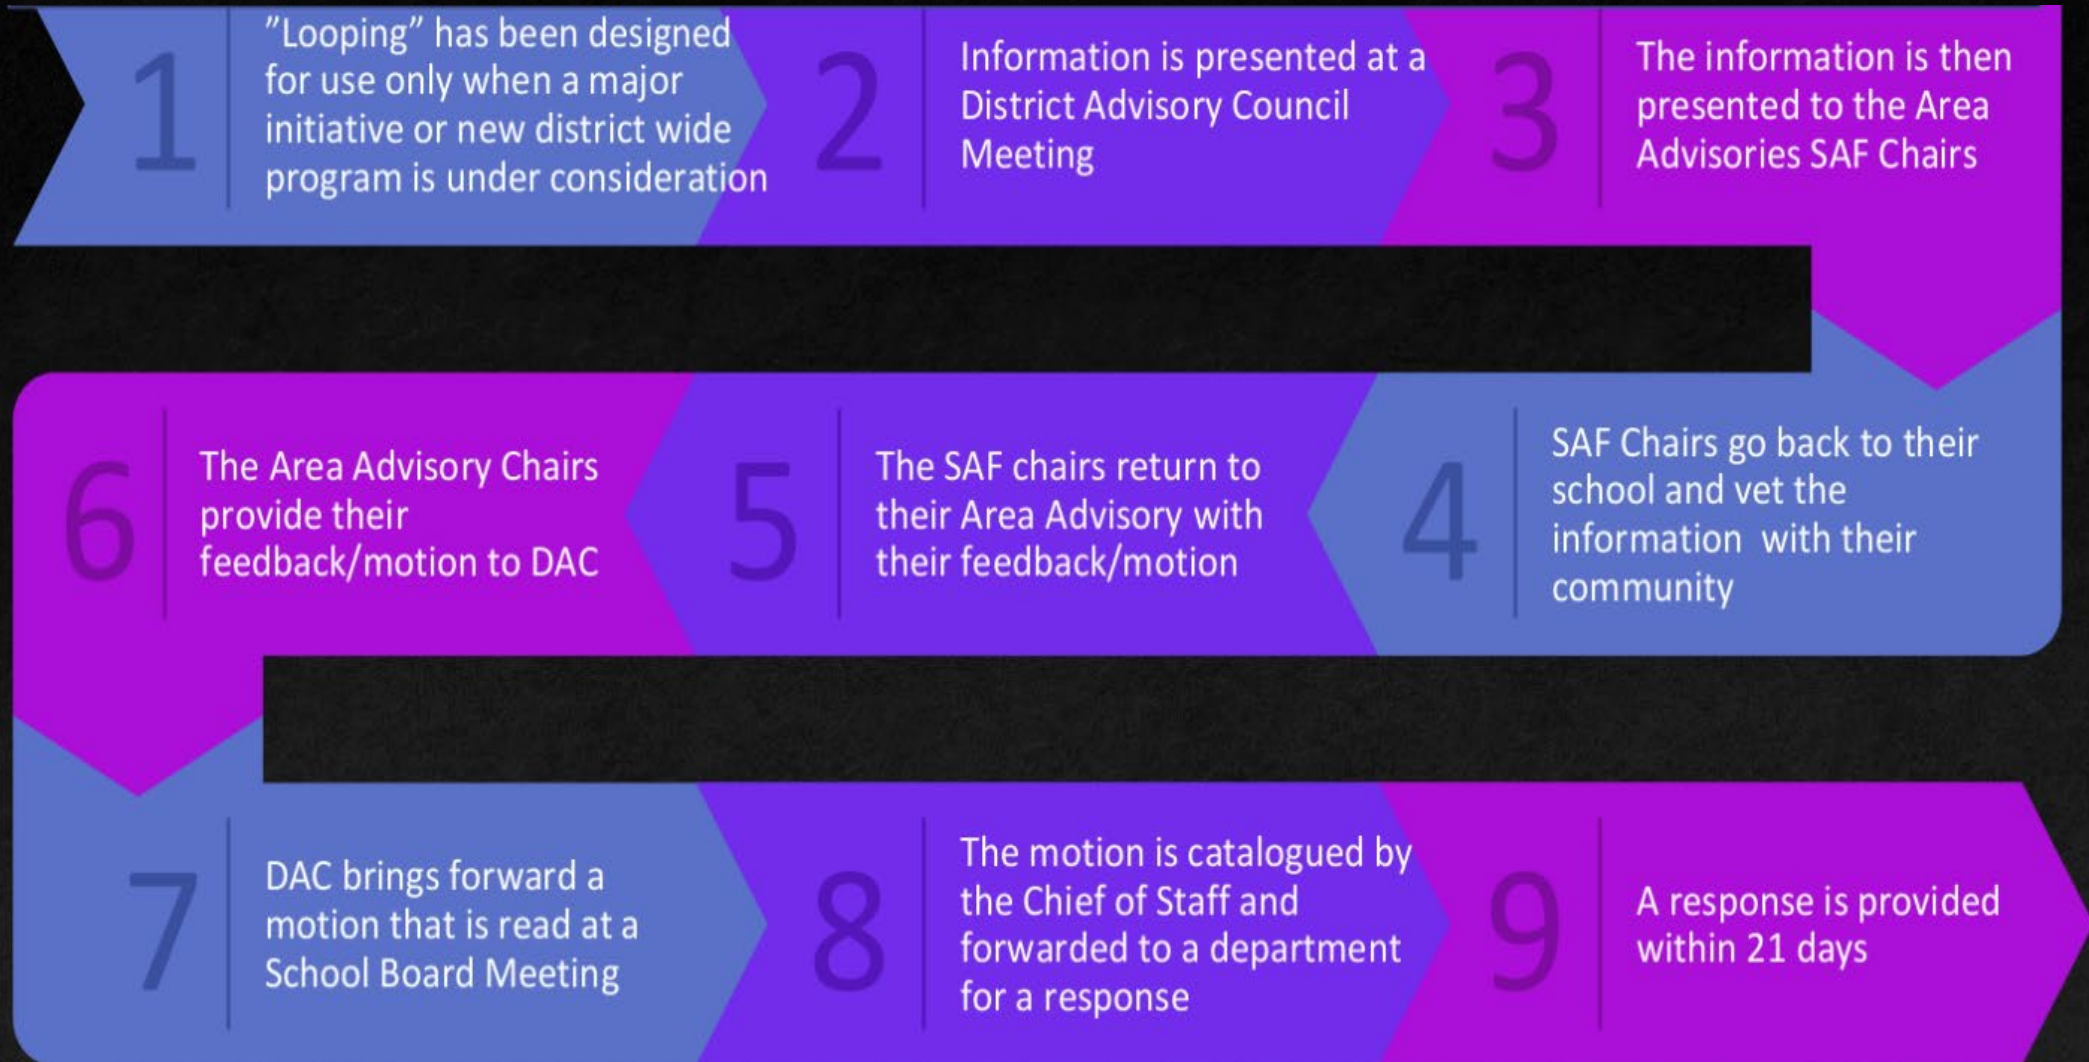 1
”Looping” has been designed
for use only when a major
initiative or new district wide
program is under consideration
2
Information is presented at a
District Advisory Council
Meeting
3
The information is then
presented to the Area
Advisories SAF Chairs
4
SAF Chairs go back to their
school and vet the
information  with their
community
5
The SAF chairs return to
their Area Advisory with
their feedback/motion
6
The Area Advisory Chairs
provide their
feedback/motion to DAC
7
DAC brings forward a
motion that is read at a
School Board Meeting
8
The motion is catalogued by
the Chief of Staff and
forwarded to a department
for a response
9
A response is provided
within 21 days